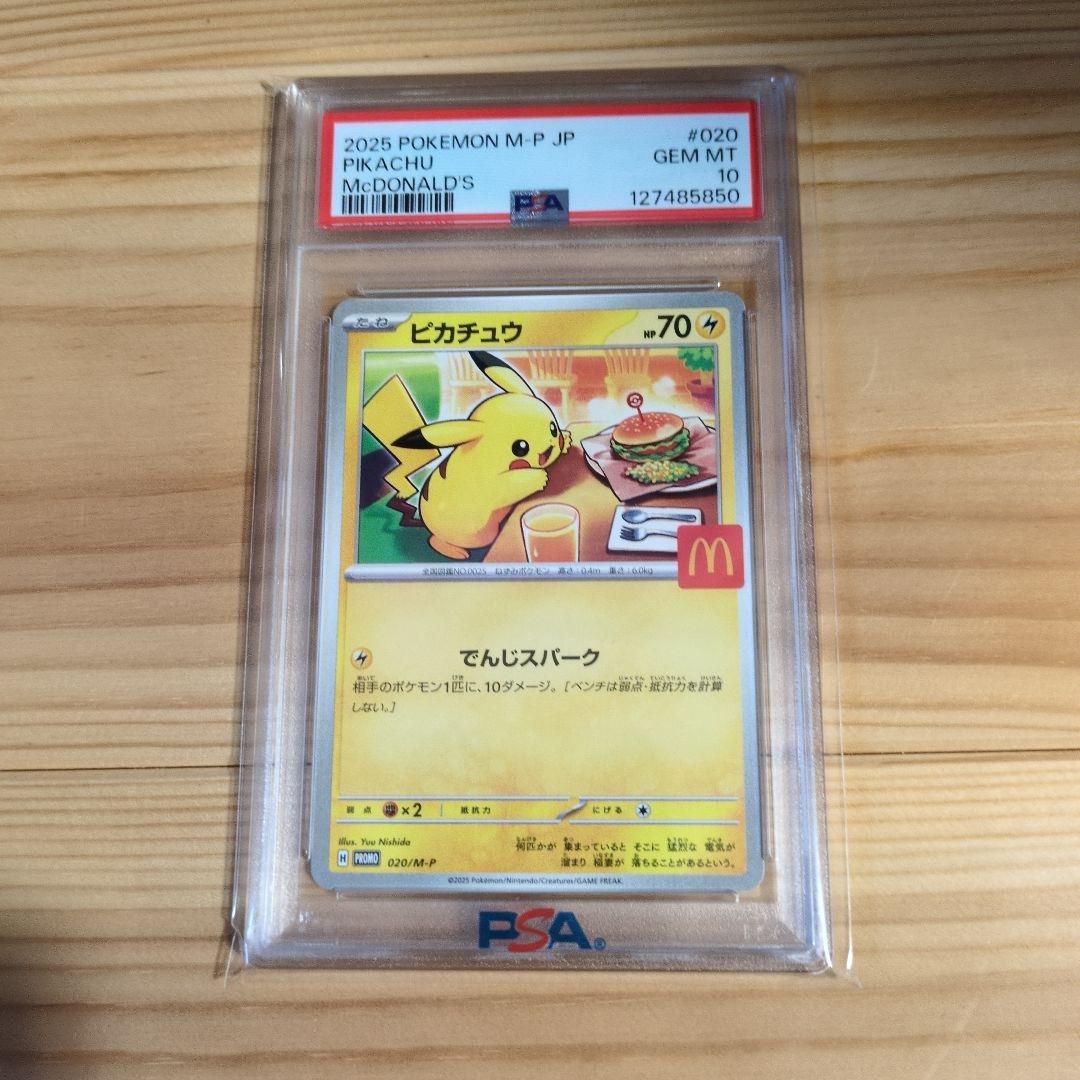 2025 POKEMON M-P JP #020
PIKACHU GEM MT
McDONALD'S 10
PSA 127485850
たね ピカチュウ HP70
M
全国図鑑NO.0025 ねずみポケモン 高さ:0.4m 重さ:6.0kg
でんじスパーク
相手のポケモン1匹に、10ダメージ。[ベンチは弱点・抵抗力を計算
しない。]
弱点 ×2 抵抗力 にげる
Illus. Yuu Nishida
何匹かが 集まっていると そこに 猛烈な 電気が
溜まり 稲妻が 落ちることがあるという。
H PROMO 020/M-P
©2025 Pokémon/Nintendo/Creatures/GAME FREAK.
PSA®